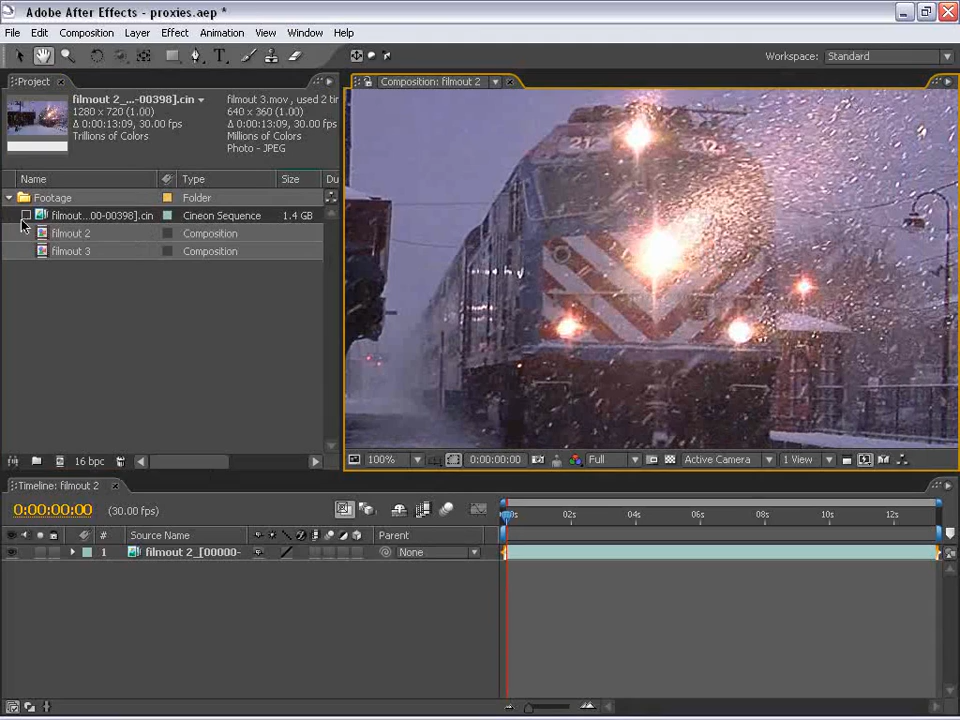 Adobe After Effects - proxies.aep *
File Edit Composition Layer Effect Animation View Window Help
Workspace: Standard
Project
Composition: filmout 2
filmout 2_...-00398].cin
filmout 3.mov , used 2 tir
1280 x 720 (1.00)
640 x 360 (1.00)
Δ 0:00:13:09, 30.00 fps
Δ 0:00:13:09, 30.00 fps
Trillions of Colors
Millions of Colors
Photo - JPEG
Name Type Size Du
Footage Folder
filmout...00-00398].cin Cineon Sequence 1.4 GB
filmout 2 Composition
filmout 3 Composition
16 bpc
100% 0:00:00:00 Full Active Camera 1 View
Timeline: filmout 2
0:00:00:00 (30.00 fps)
02s 04s 06s 08s 10s 12s
# Source Name Parent
1 filmout 2_[00000- None